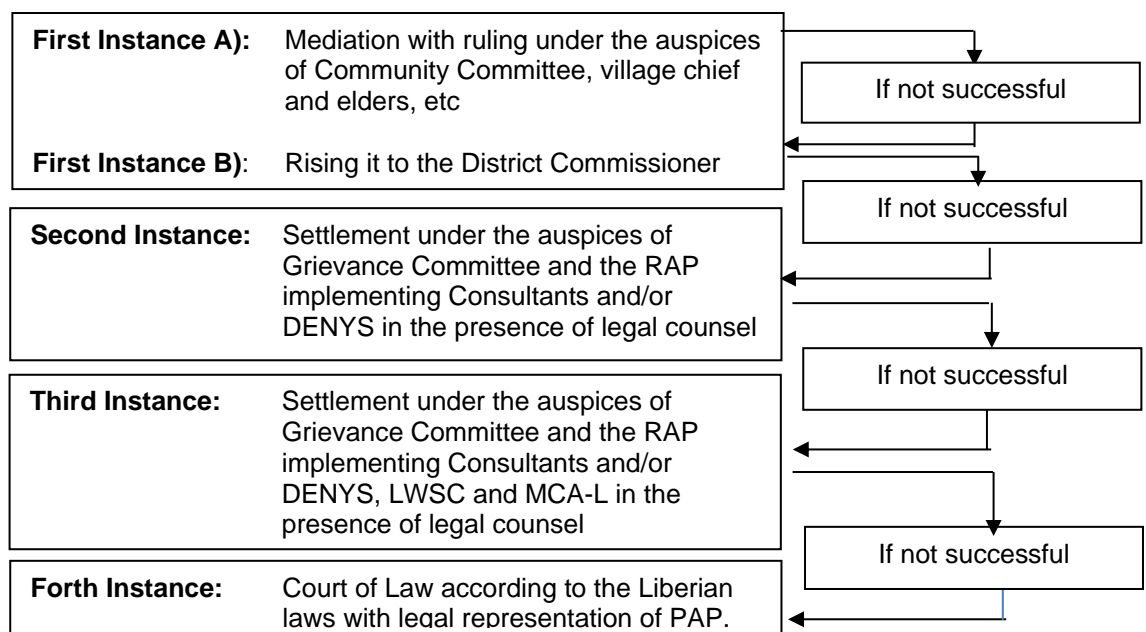 First Instance A): Mediation with ruling under the auspices
of Community Committee, village chief
and elders, etc
If not successful
First Instance B): Rising it to the District Commissioner
If not successful
Second Instance: Settlement under the auspices of
Grievance Committee and the RAP
implementing Consultants and/or
DENYS in the presence of legal counsel
If not successful
Third Instance: Settlement under the auspices of
Grievance Committee and the RAP
implementing Consultants and/or
DENYS, LWSC and MCA-L in the
presence of legal counsel
If not successful
Forth Instance: Court of Law according to the Liberian
laws with legal representation of PAP.